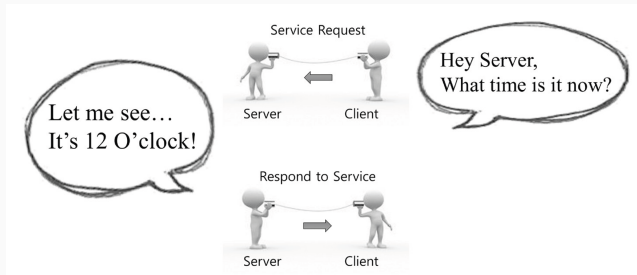 Service Request
Hey Server,
What time is it now?
Server Client
Let me see…
It’s 12 O’clock!
Respond to Service
Server Client